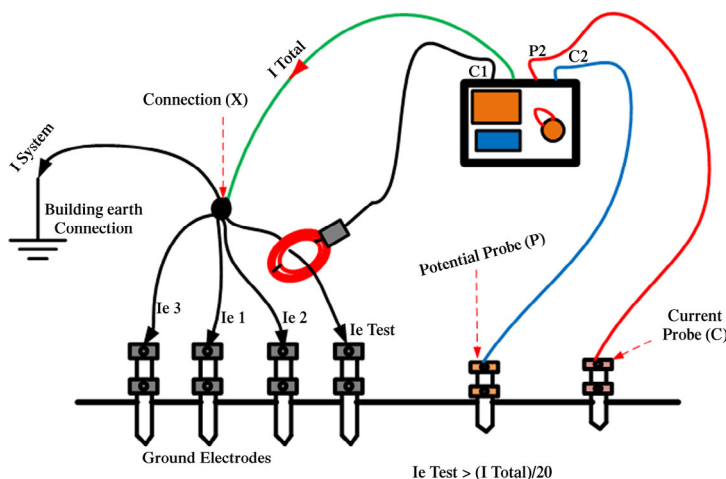 I Total
P2
C1
C2
Connection (X)
I System
Building earth
Connection
Potential Probe (P)
Ie 3
Ie 1
Ie 2
Ie Test
Current
Probe (C)
Ground Electrodes
Ie Test > (I Total)/20